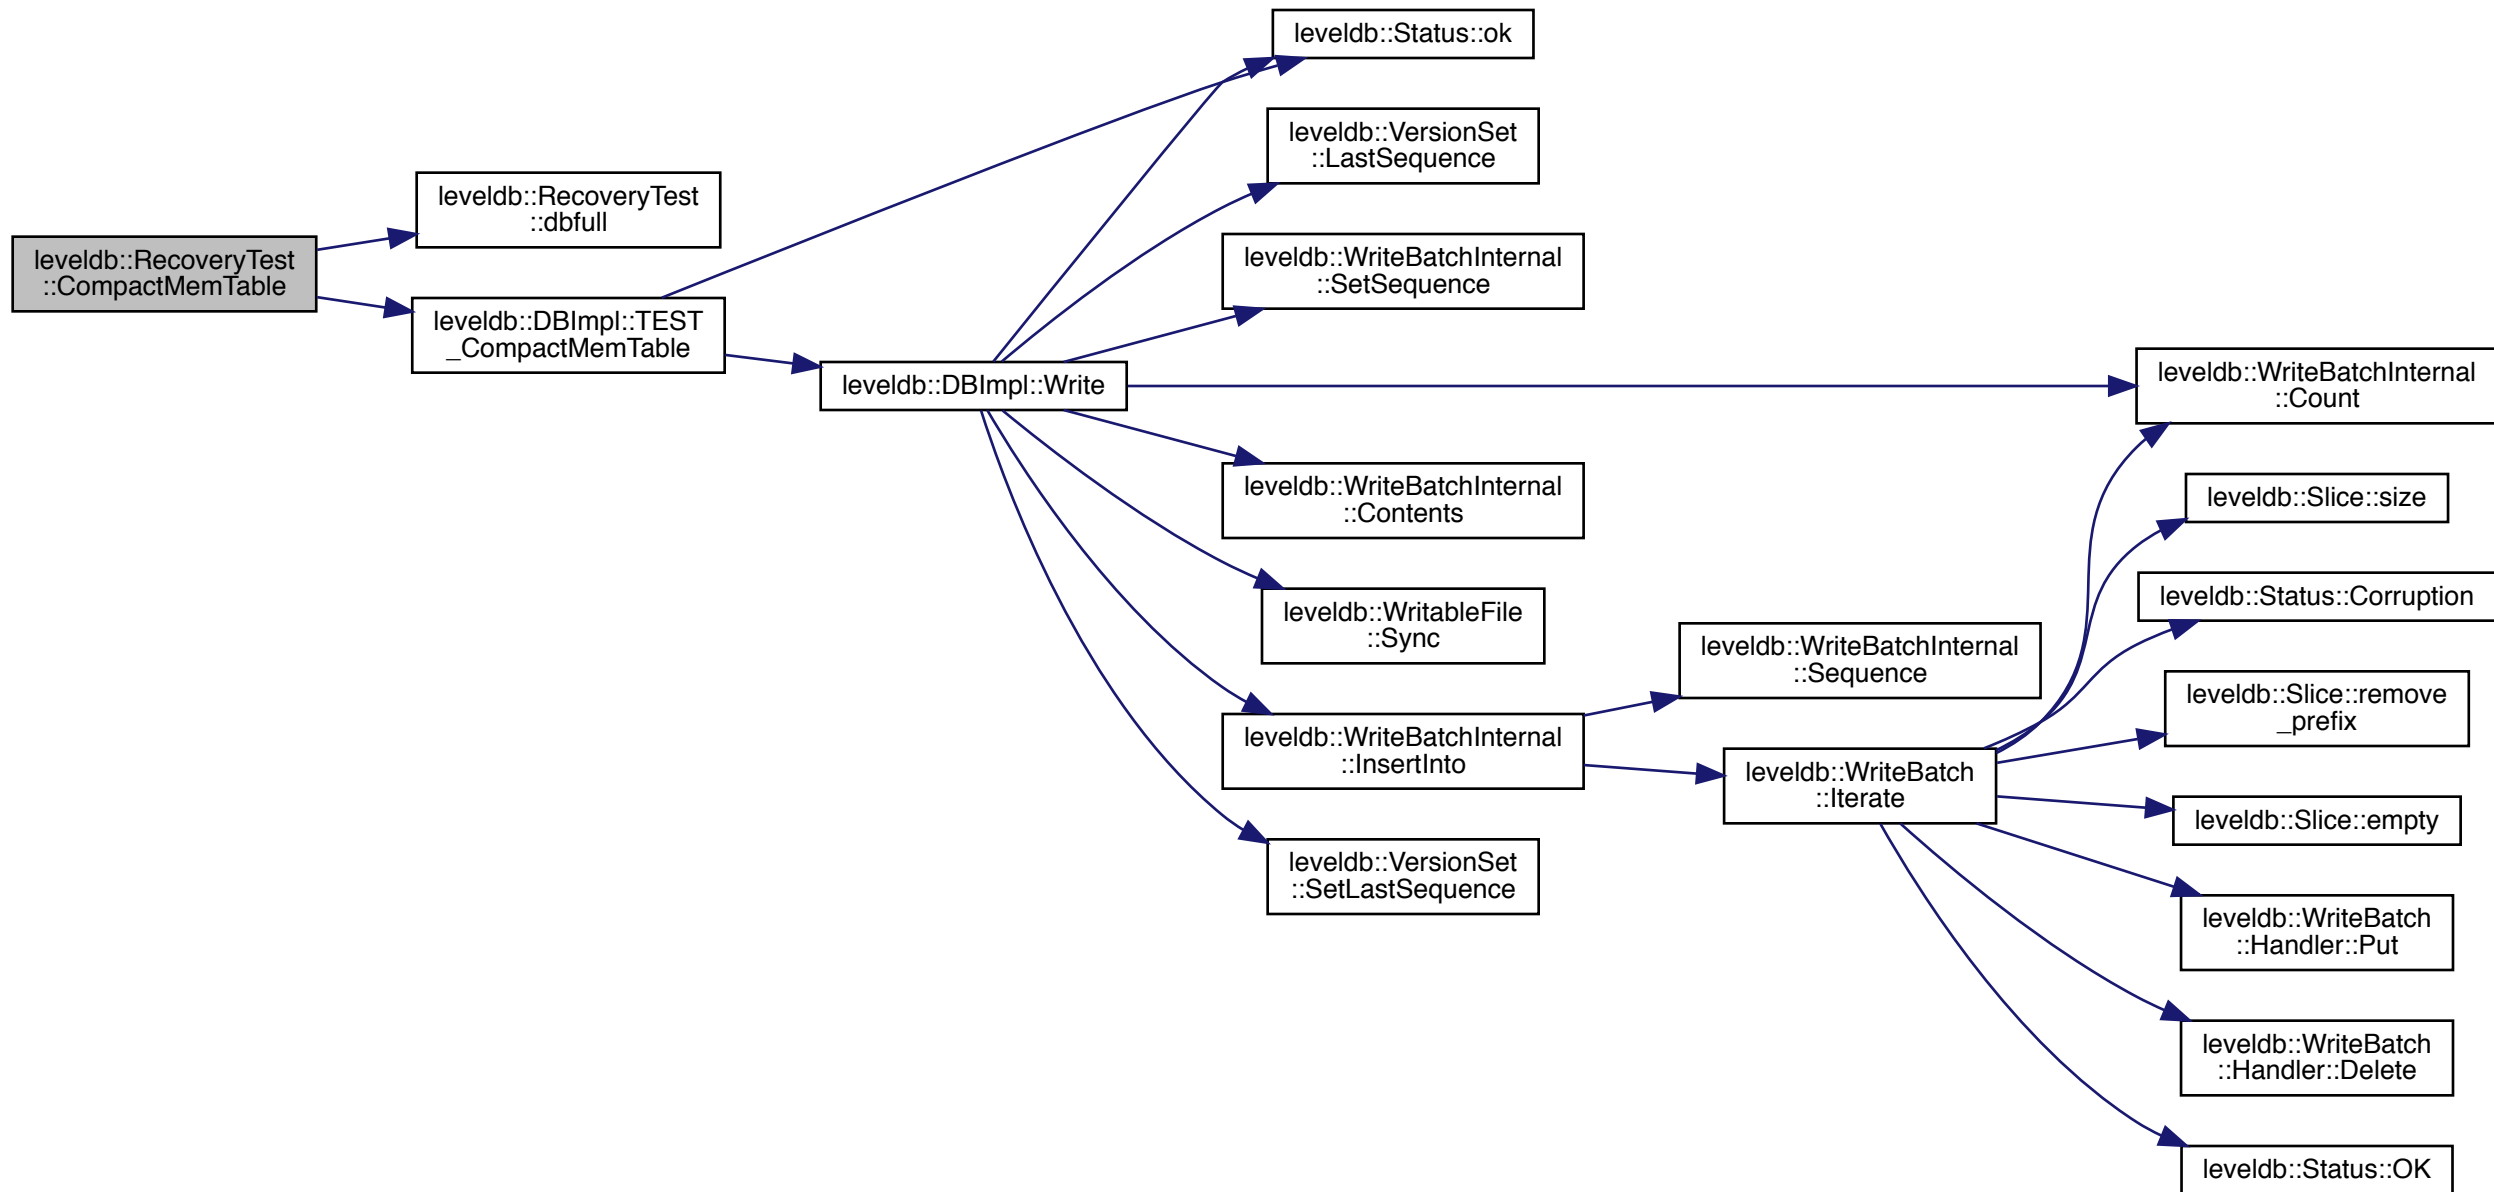 leveldb::RecoveryTest
::CompactMemTable
leveldb::RecoveryTest
::dbfull
leveldb::DBImpl::TEST
_CompactMemTable
leveldb::DBImpl::Write
leveldb::Status::ok
leveldb::VersionSet
::LastSequence
leveldb::WriteBatchInternal
::SetSequence
leveldb::WriteBatchInternal
::Contents
leveldb::WritableFile
::Sync
leveldb::WriteBatchInternal
::InsertInto
leveldb::VersionSet
::SetLastSequence
leveldb::WriteBatchInternal
::Sequence
leveldb::WriteBatch
::Iterate
leveldb::WriteBatchInternal
::Count
leveldb::Slice::size
leveldb::Status::Corruption
leveldb::Slice::remove
_prefix
leveldb::Slice::empty
leveldb::WriteBatch
::Handler::Put
leveldb::WriteBatch
::Handler::Delete
leveldb::Status::OK